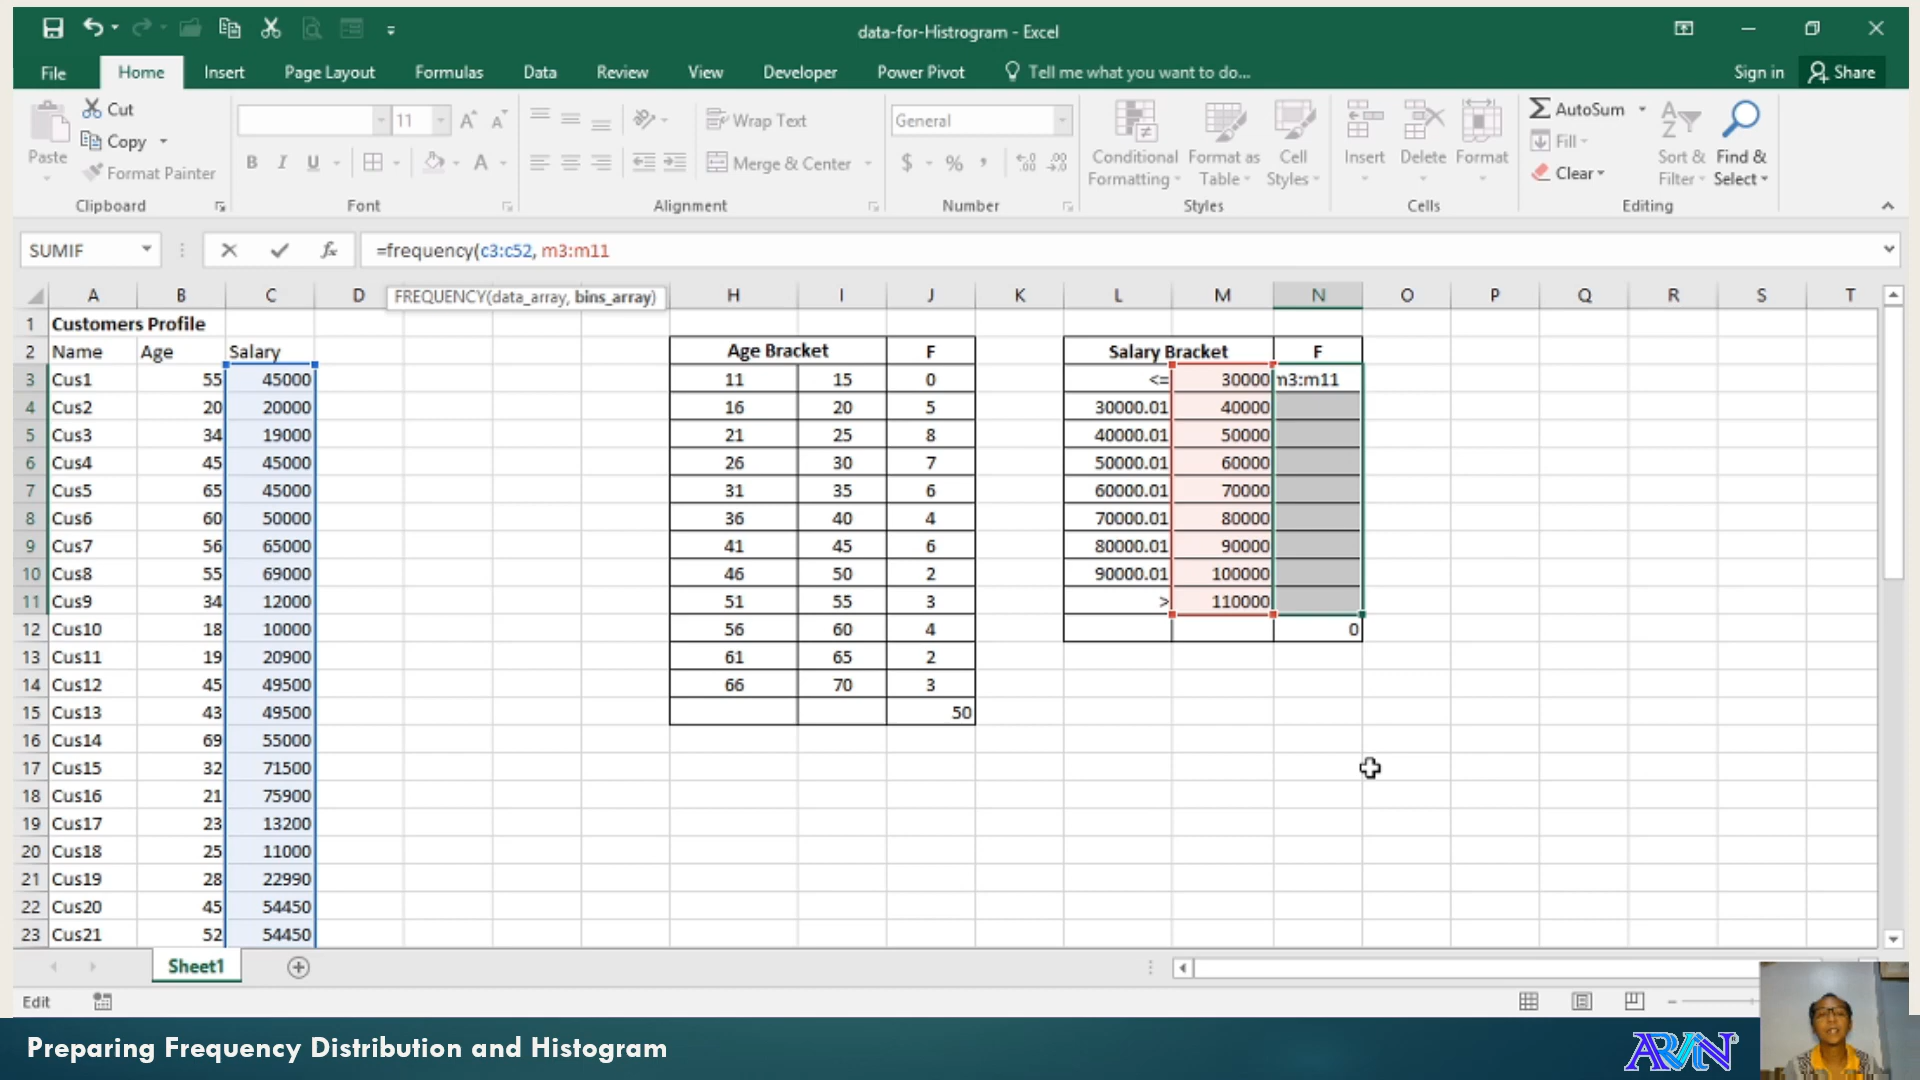 data-for-Histrogram - Excel
File Home Insert Page Layout Formulas Data Review View Developer Power Pivot Tell me what you want to do... Sign in Share
Cut
Copy
Format Painter
Paste
Clipboard
11 A A
B I U A
Font
Wrap Text
Merge & Center
Alignment
General
$ % ,
Number
Conditional Formatting
Format as Table
Cell Styles
Styles
Insert Delete Format
Cells
AutoSum
Fill
Clear
Sort & Filter
Find & Select
Editing
SUMIF fx =frequency(c3:c52, m3:m11
FREQUENCY(data_array, bins_array)
A B C D H I J K L M N O P Q R S T
1 Customers Profile
2 Name Age Salary Age Bracket F Salary Bracket F
3 Cus1 55 45000 11 15 0 <= 30000 m3:m11
4 Cus2 20 20000 16 20 5 30000.01 40000
5 Cus3 34 19000 21 25 8 40000.01 50000
6 Cus4 45 45000 26 30 7 50000.01 60000
7 Cus5 65 45000 31 35 6 60000.01 70000
8 Cus6 60 50000 36 40 4 70000.01 80000
9 Cus7 56 65000 41 45 6 80000.01 90000
10 Cus8 55 69000 46 50 2 90000.01 100000
11 Cus9 34 12000 51 55 3 > 110000
12 Cus10 18 10000 56 60 4 0
13 Cus11 19 20900 61 65 2
14 Cus12 45 49500 66 70 3
15 Cus13 43 49500 50
16 Cus14 69 55000
17 Cus15 32 71500
18 Cus16 21 75900
19 Cus17 23 13200
20 Cus18 25 11000
21 Cus19 28 22990
22 Cus20 45 54450
23 Cus21 52 54450
Sheet1
Edit
Preparing Frequency Distribution and Histogram
ARVIN